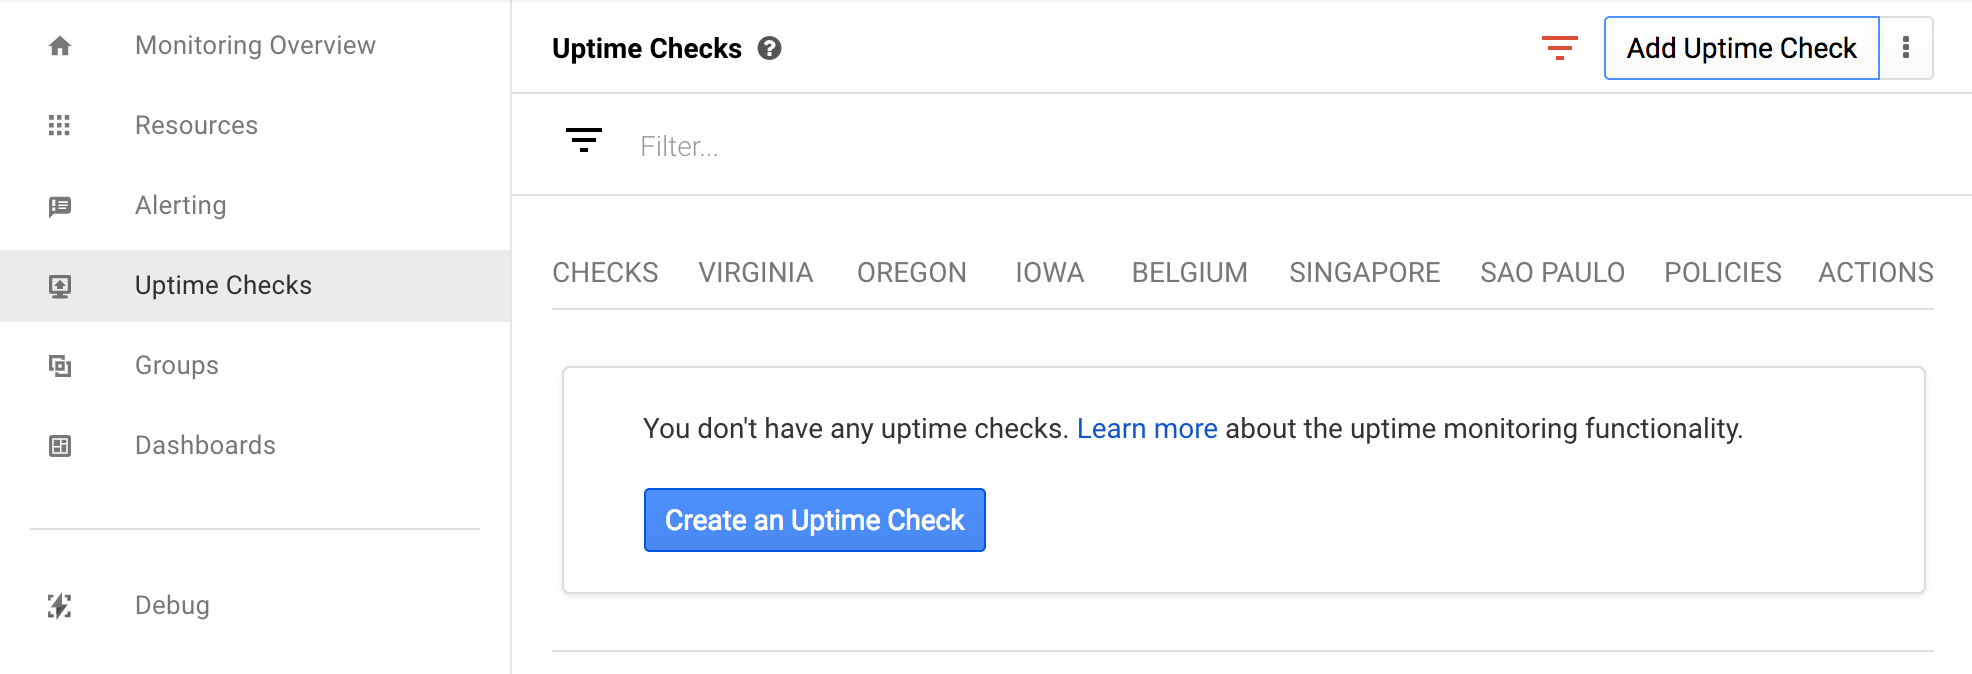 Monitoring Overview
Resources
Alerting
Uptime Checks
Groups
Dashboards
Debug
Uptime Checks ?
Add Uptime Check
Filter...
CHECKS VIRGINIA OREGON IOWA BELGIUM SINGAPORE SAO PAULO POLICIES ACTIONS
You don't have any uptime checks. Learn more about the uptime monitoring functionality.
Create an Uptime Check